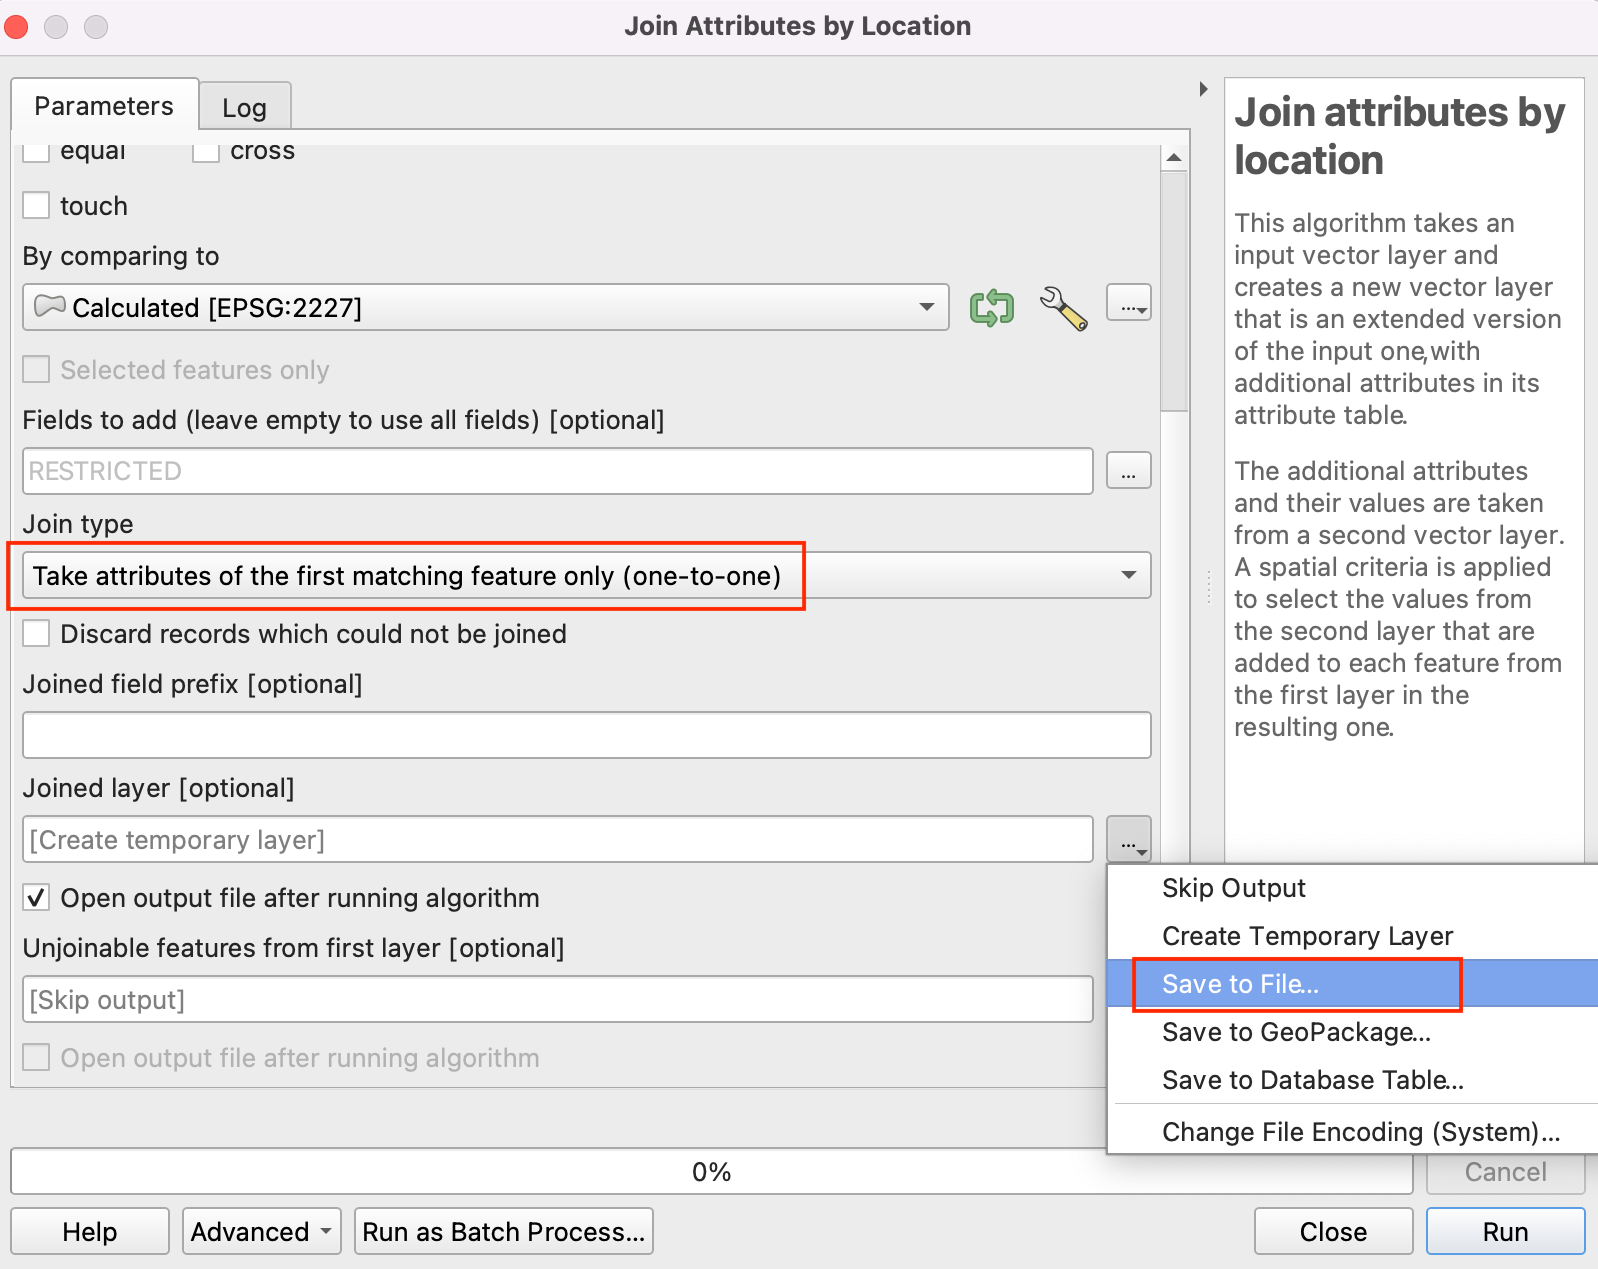 Join Attributes by Location
Parameters
Log
equal
cross
touch
By comparing to
Calculated [EPSG:2227]
...
Selected features only
Fields to add (leave empty to use all fields) [optional]
RESTRICTED
...
Join type
Take attributes of the first matching feature only (one-to-one)
Discard records which could not be joined
Joined field prefix [optional]
Joined layer [optional]
[Create temporary layer]
...
Open output file after running algorithm
Unjoinable features from first layer [optional]
[Skip output]
Open output file after running algorithm
Skip Output
Create Temporary Layer
Save to File...
Save to GeoPackage...
Save to Database Table...
Change File Encoding (System)...
Join attributes by
location
This algorithm takes an
input vector layer and
creates a new vector layer
that is an extended version
of the input one,with
additional attributes in its
attribute table.
The additional attributes
and their values are taken
from a second vector layer.
A spatial criteria is applied
to select the values from
the second layer that are
added to each feature from
the first layer in the
resulting one.
0%
Cancel
Help
Advanced
Run as Batch Process...
Close
Run